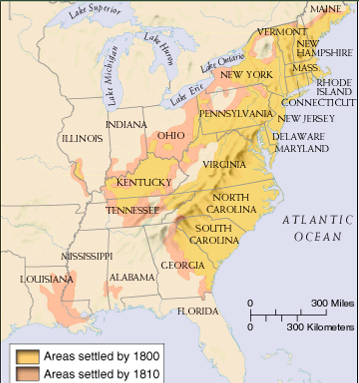 Lake Superior
MAINE
Lake Michigan
Lake Huron
VERMONT
NEW
HAMPSHIRE
Lake Ontario
MASS.
NEW YORK
Lake Erie
RHODE
ISLAND
CONNECTICUT
PENNSYLVANIA
NEW JERSEY
INDIANA
OHIO
ILLINOIS
DELAWARE
MARYLAND
VIRGINIA
KENTUCKY
NORTH
CAROLINA
TENNESSEE
ATLANTIC
OCEAN
SOUTH
CAROLINA
MISSISSIPPI
GEORGIA
LOUISIANA
ALABAMA
FLORIDA
0 300 Miles
0 300 Kilometers
Areas settled by 1800
Areas settled by 1810